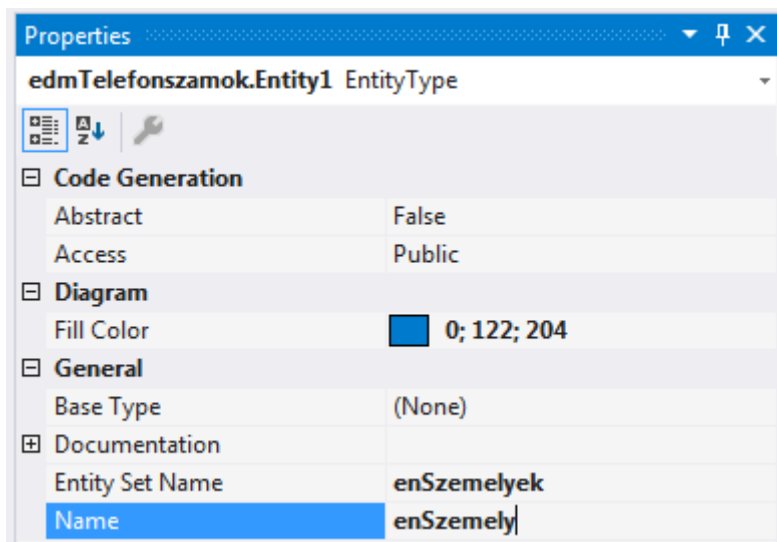 Properties
edmTelefonszamok.Entity1 EntityType
Code Generation
Abstract False
Access Public
Diagram
Fill Color 0; 122; 204
General
Base Type (None)
Documentation
Entity Set Name enSzemelyek
Name enSzemely